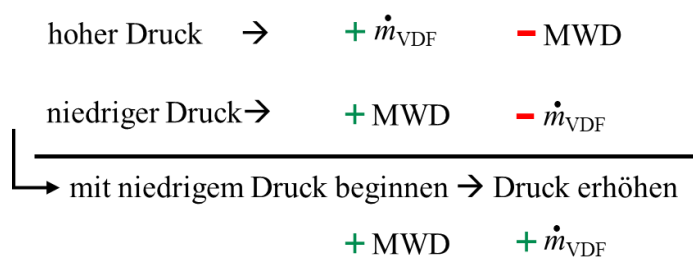 hoher Druck → + ṁVDF − MWD
niedriger Druck → + MWD − ṁVDF
mit niedrigem Druck beginnen → Druck erhöhen
+ MWD + ṁVDF